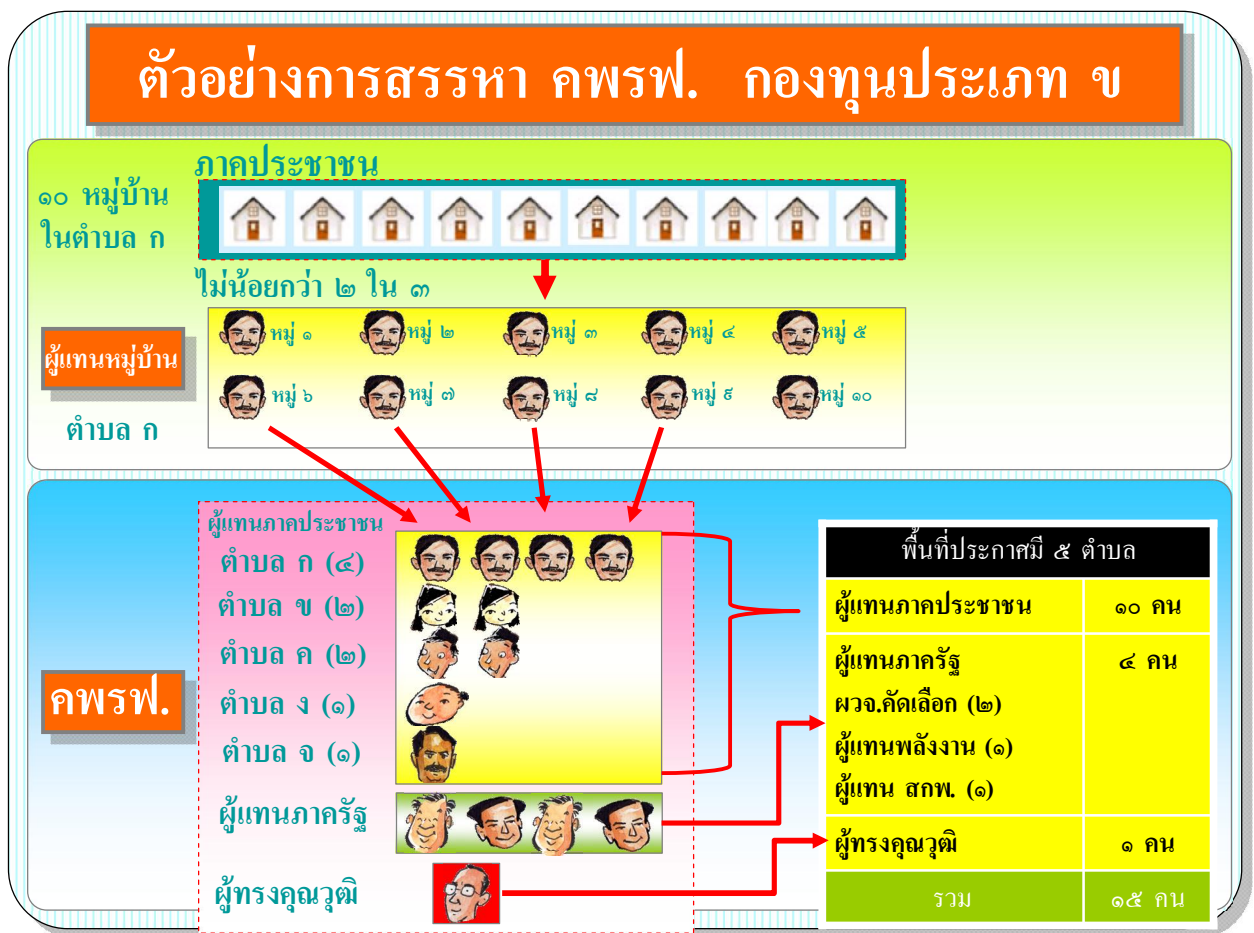 ตัวอย่างการสรรหา คพรฟ. กองทุนประเภท ข
ภาคประชาชน
๑๐ หมู่บ้าน
ในตำบล ก
ไม่น้อยกว่า ๒ ใน ๓
ผู้แทนหมู่บ้าน
ตำบล ก
หมู่ ๑
หมู่ ๒
หมู่ ๓
หมู่ ๔
หมู่ ๕
หมู่ ๖
หมู่ ๗
หมู่ ๘
หมู่ ๙
หมู่ ๑๐
คพรฟ.
ผู้แทนภาคประชาชน
ตำบล ก (๔)
ตำบล ข (๒)
ตำบล ค (๒)
ตำบล ง (๑)
ตำบล จ (๑)
ผู้แทนภาครัฐ
ผู้ทรงคุณวุฒิ
พื้นที่ประกาศมี ๕ ตำบล
ผู้แทนภาคประชาชน ๑๐ คน
ผู้แทนภาครัฐ ๔ คน
ผวจ.คัดเลือก (๒)
ผู้แทนพลังงาน (๑)
ผู้แทน สกพ. (๑)
ผู้ทรงคุณวุฒิ ๑ คน
รวม ๑๕ คน